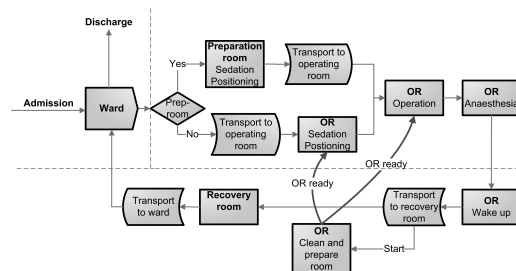 Discharge
Admission
Ward
Prep-
room
Yes
No
Preparation
room
Sedation
Positioning
Transport to
operating
room
Transport to
operating
room
OR
Sedation
Postioning
OR
Operation
OR
Anaesthesia
OR ready
OR ready
Transport
to ward
Recovery
room
Transport
to recovery
room
OR
Wake up
OR
Clean and
prepare
room
Start